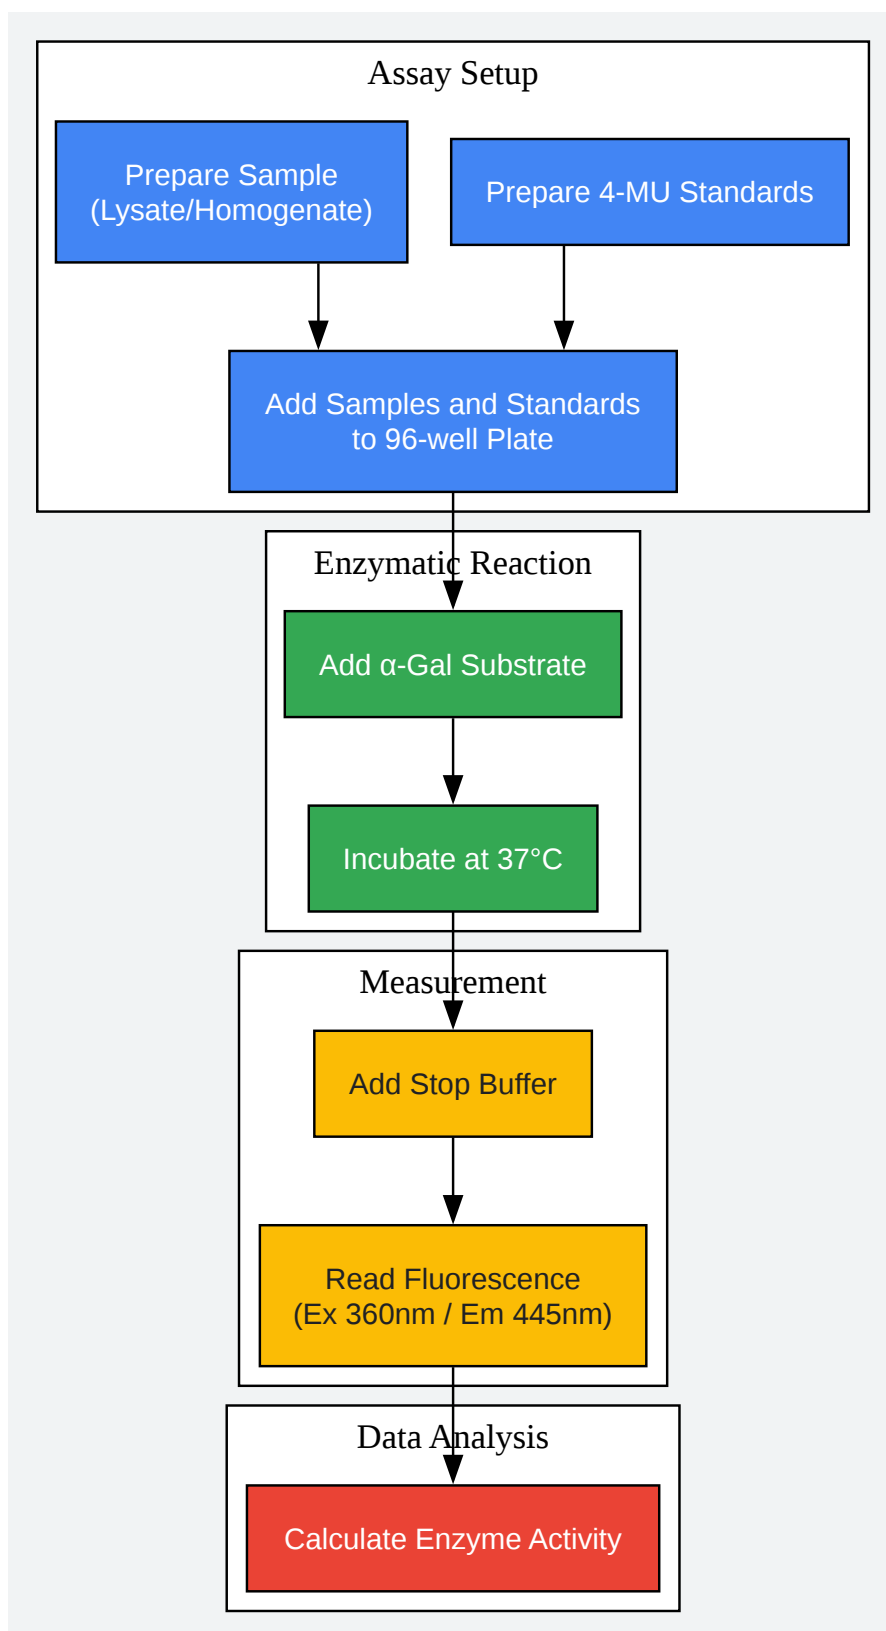 Assay Setup
Prepare Sample
(Lysate/Homogenate)
Prepare 4-MU Standards
Add Samples and Standards
to 96-well Plate
Enzymatic Reaction
Add α-Gal Substrate
Incubate at 37°C
Measurement
Add Stop Buffer
Read Fluorescence
(Ex 360nm / Em 445nm)
Data Analysis
Calculate Enzyme Activity